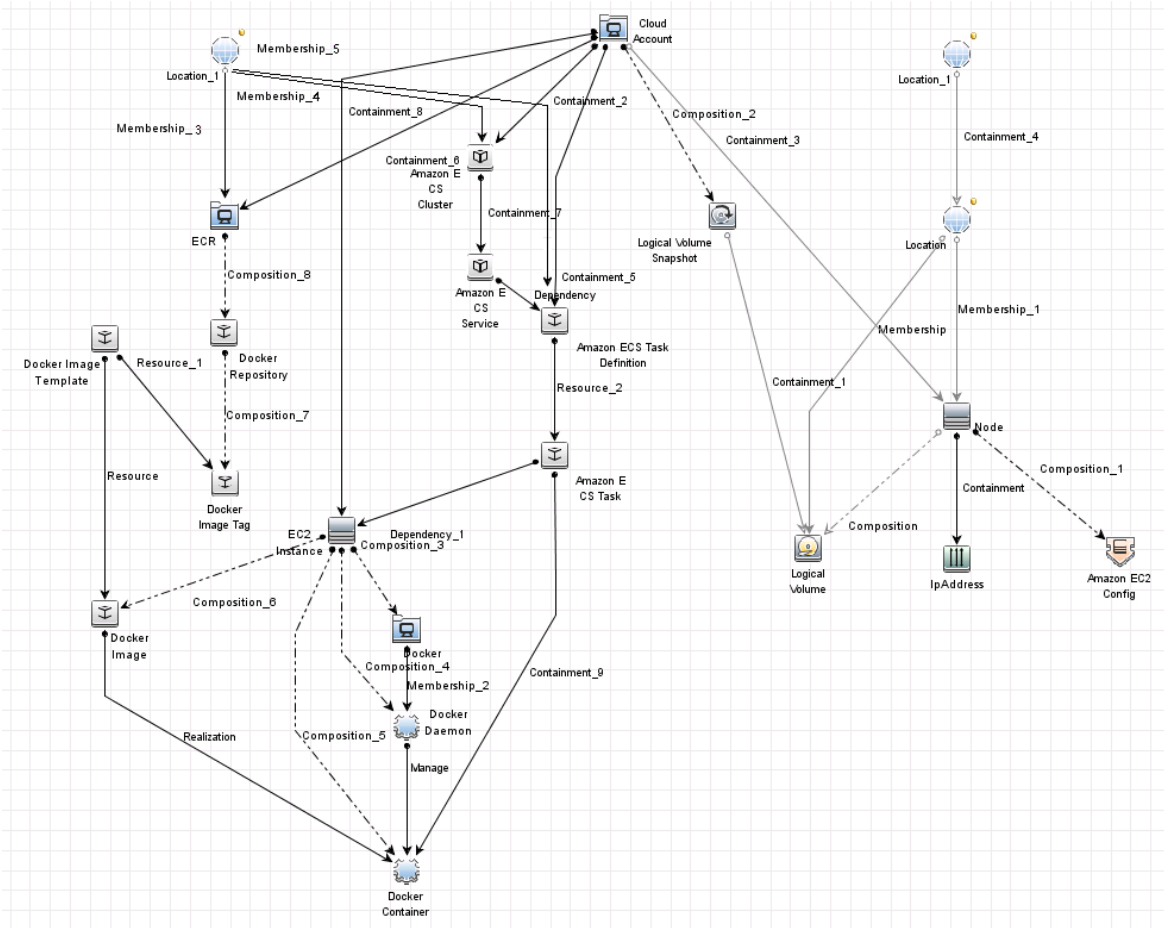 Cloud
Account
Membership_5
Location_1
Location_1
Membership_4
Containment_2
Containment_8
Composition_2
Membership_3
Containment_3
Containment_4
Containment_6
Amazon E
CS
Cluster
Containment_7
ECR
Logical Volume
Snapshot
Location
Composition_8
Containment_5
Amazon E
CS
Service
Dependency
Membership_1
Membership
Docker Image
Template
Resource_1
Docker
Repository
Amazon ECS Task
Definition
Containment_1
Resource_2
Composition_7
Node
Resource
Amazon E
CS Task
Composition_1
Containment
Docker
Image Tag
EC2
Instance
Dependency_1
Composition_3
Composition
Logical
Volume
IpAddress
Amazon EC2
Config
Composition_6
Docker
Image
Docker
Composition_4
Containment_9
Membership_2
Docker
Daemon
Realization
Composition_5
Manage
Docker
Container